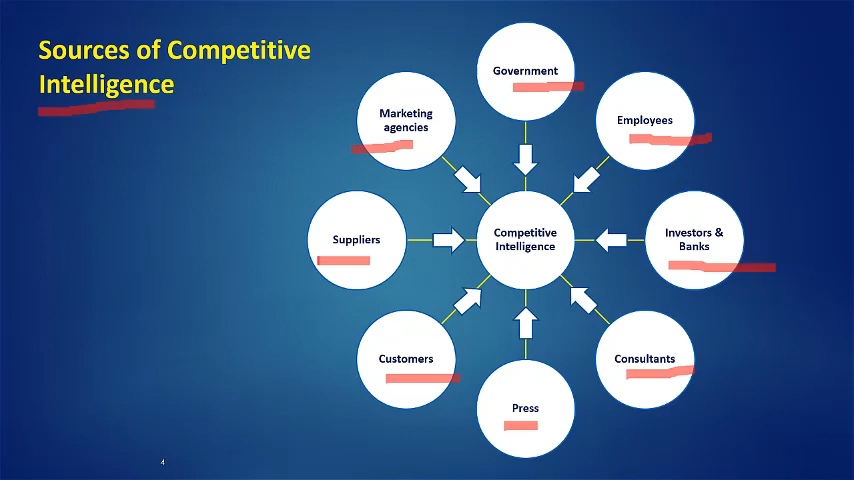 Sources of Competitive
Intelligence
Government
Employees
Investors &
Banks
Consultants
Press
Customers
Suppliers
Marketing
agencies
Competitive
Intelligence
4